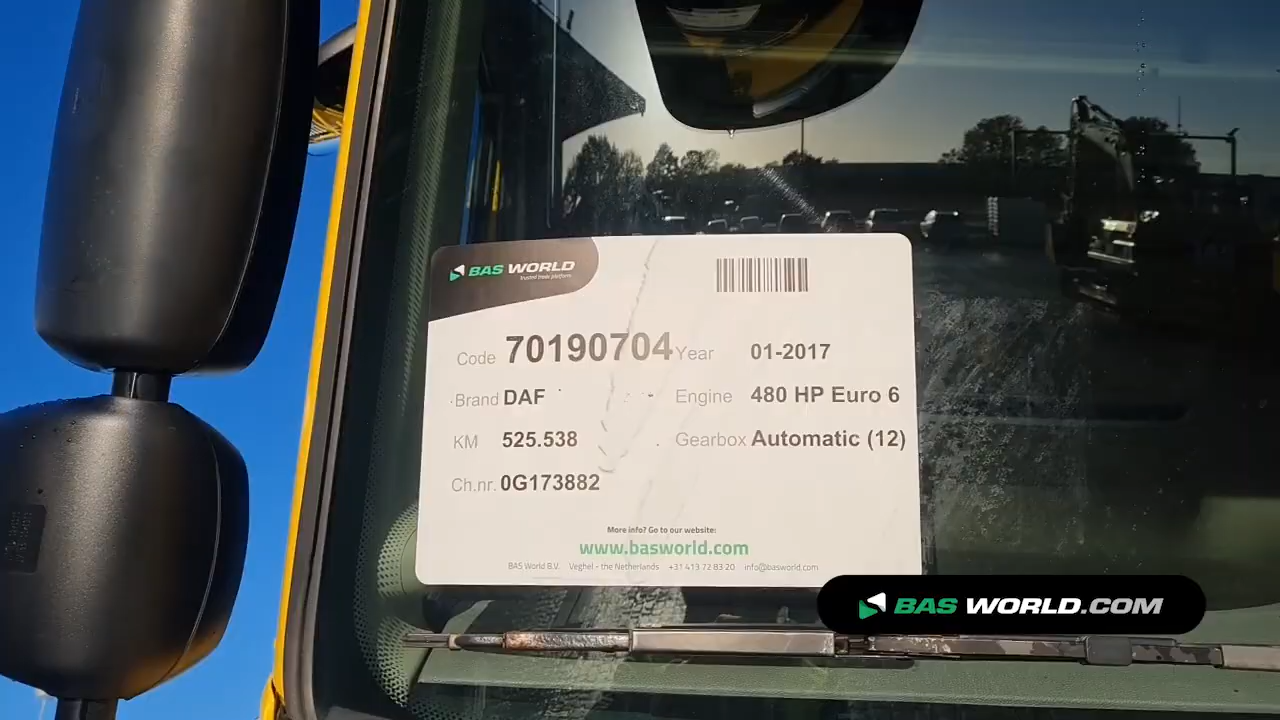 BAS WORLD
trusted trade platform
Code 70190704 Year 01-2017
Brand DAF Engine 480 HP Euro 6
KM 525.538 Gearbox Automatic (12)
Ch.nr. 0G173882
More info? Go to our website:
www.basworld.com
BAS World B.V. Veghel - the Netherlands +31 413 72 83 20 info@basworld.com
BAS WORLD.COM